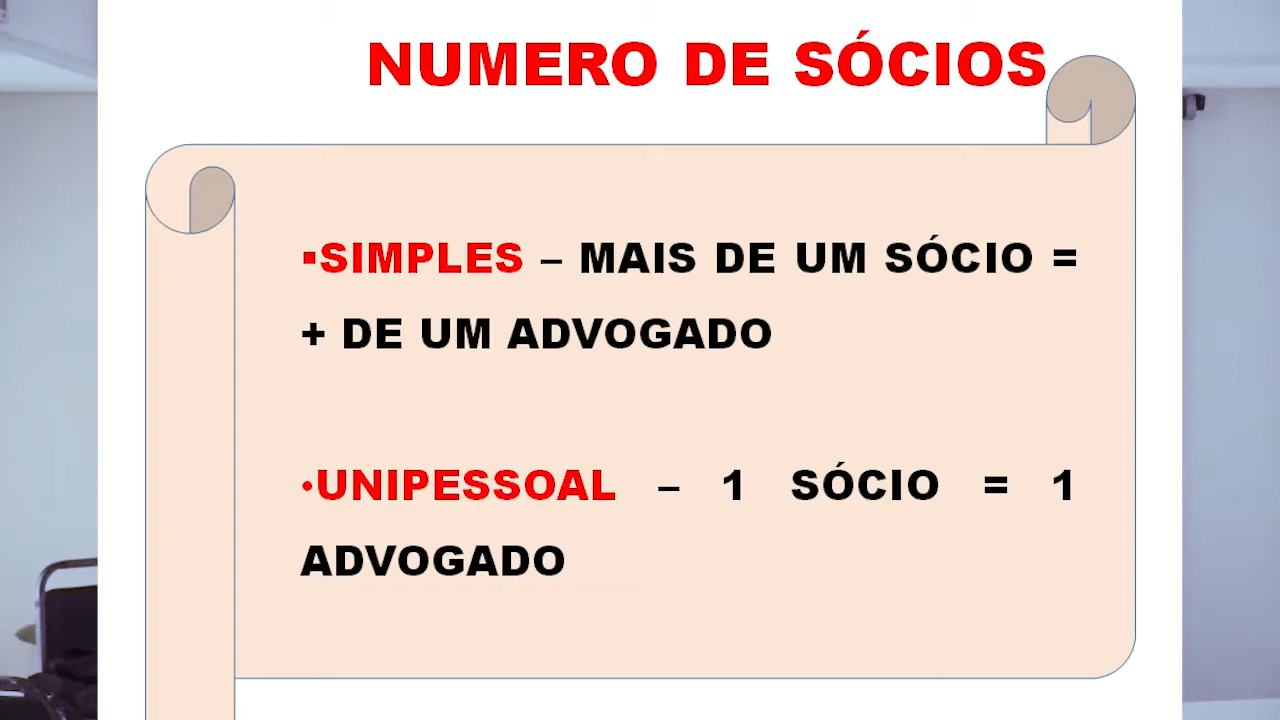 NUMERO DE SÓCIOS
▪SIMPLES – MAIS DE UM SÓCIO =
+ DE UM ADVOGADO
•UNIPESSOAL – 1 SÓCIO = 1
ADVOGADO